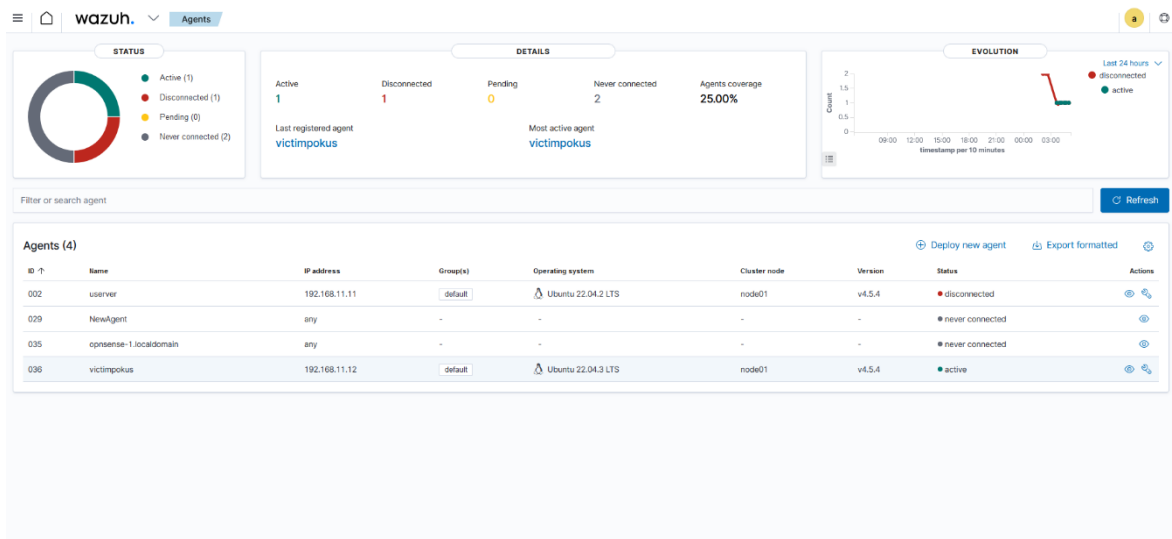 wazuh. Agents a
STATUS
Active (1)
Disconnected (1)
Pending (0)
Never connected (2)
DETAILS
Active Disconnected Pending Never connected Agents coverage
1 1 0 2 25.00%
Last registered agent Most active agent
victimpokus victimpokus
EVOLUTION
Last 24 hours
disconnected
active
Count
2
1.5
1
0.5
0
09:00 12:00 15:00 18:00 21:00 00:00 03:00
timestamp per 10 minutes
Filter or search agent Refresh
Agents (4) Deploy new agent Export formatted
ID Name IP address Group(s) Operating system Cluster node Version Status Actions
002 userver 192.168.11.11 default Ubuntu 22.04.2 LTS node01 v4.5.4 disconnected
029 NewAgent any - - - - never connected
035 opnsense-1.localdomain any - - - - never connected
036 victimpokus 192.168.11.12 default Ubuntu 22.04.3 LTS node01 v4.5.4 active